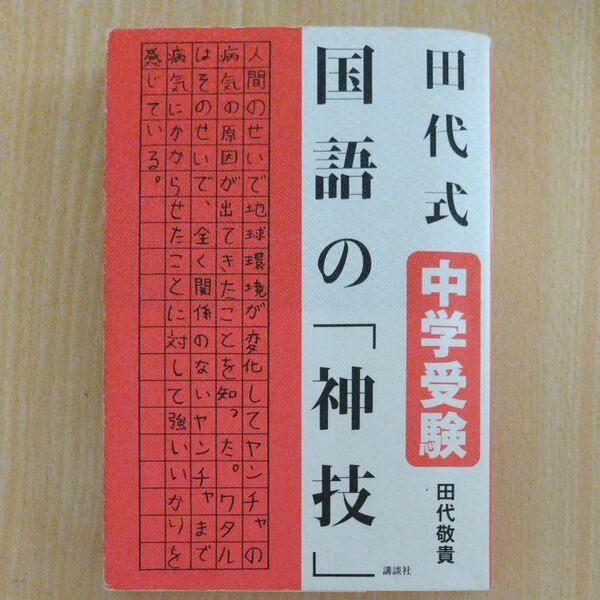 田代式
中学受験
田代敬貴
国語の「神技」
講談社
人間のせいで地球環境が変化してヤンチャの
病気の原因が出てきたことを知った。ワタル
はそのせいで、全く関係のないヤンチャまで
病気にかからせたことに対して強いいかりを
感じている。